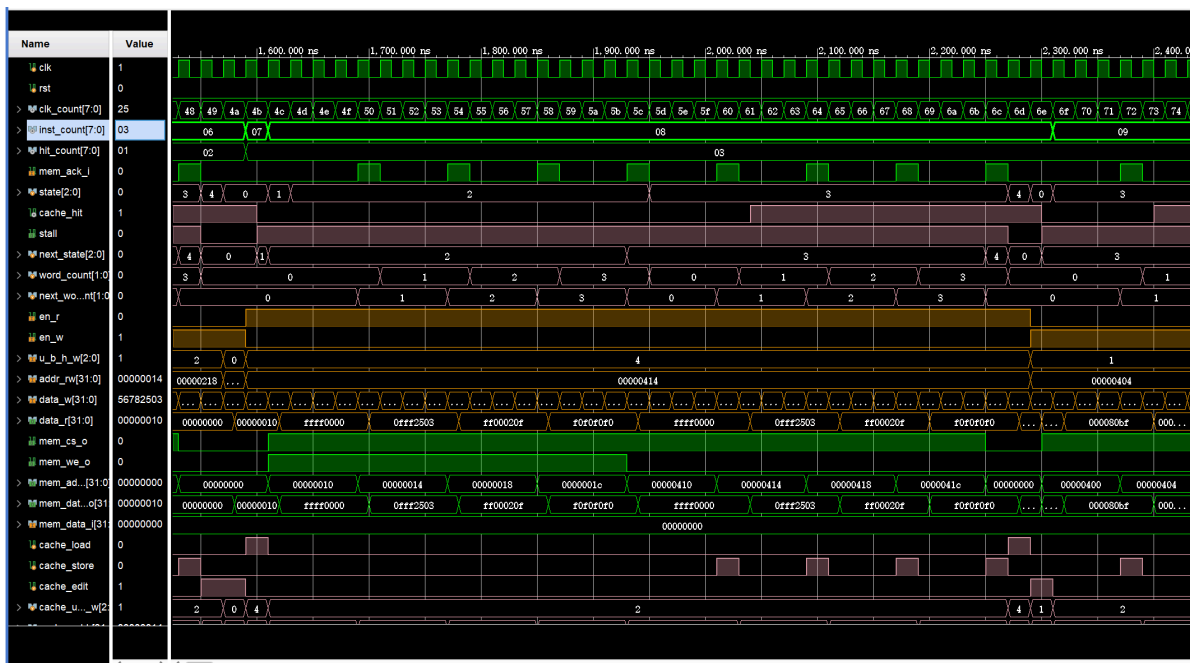 Name Value
1,600.000 ns 1,700.000 ns 1,800.000 ns 1,900.000 ns 2,000.000 ns 2,100.000 ns 2,200.000 ns 2,300.000 ns 2,400.0
clk 1
rst 0
clk_count[7:0] 25 48 49 4a 4b 4c 4d 4e 4f 50 51 52 53 54 55 56 57 58 59 5a 5b 5c 5d 5e 5f 60 61 62 63 64 65 66 67 68 69 6a 6b 6c 6d 6e 6f 70 71 72 73 74
inst_count[7:0] 03 06 07 08 09
hit_count[7:0] 01 02 03
mem_ack_i 0
state[2:0] 0 3 4 0 1 2 3 4 0 3
cache_hit 1
stall 0
next_state[2:0] 0 4 0 1 2 3 4 0 3
word_count[1:0] 0 3 0 1 2 3 0 1 2 3 0 1
next_wo...nt[1:0 0 0 1 2 3 0 1 2 3 0 1
en_r 0
en_w 1
u_b_h_w[2:0] 1 2 0 4 1
addr_rw[31:0] 00000014 00000218 ... 00000414 00000404
data_w[31:0] 56782503 ... ... ... ... ... ... ... ... ... ... ... ... ... ... ... ... ... ... ... ... ... ... ... ... ... ... ... ... ... ... ... ... ... ... ... ... ... ... ... ... ... ... ... ... ...
data_r[31:0] 00000010 00000000 00000010 ffff0000 0fff2503 ff00020f f0f0f0f0 ffff0000 0fff2503 ff00020f f0f0f0f0 ... ... 000080bf 000...
mem_cs_o 0
mem_we_o 0
mem_ad...[31:0] 00000000 00000000 00000010 00000014 00000018 0000001c 00000410 00000414 00000418 0000041c 00000000 00000400 00000404
mem_dat...o[31 00000010 00000000 00000010 ffff0000 0fff2503 ff00020f f0f0f0f0 ffff0000 0fff2503 ff00020f f0f0f0f0 ... ... 000080bf 000...
mem_data_i[31: 00000000 00000000
cache_load 0
cache_store 0
cache_edit 1
cache_u..._w[2: 1 2 0 4 2 4 1 2